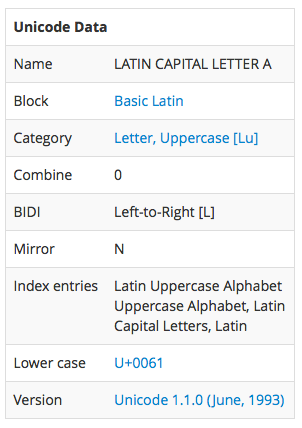 Unicode Data
Name LATIN CAPITAL LETTER A
Block Basic Latin
Category Letter, Uppercase [Lu]
Combine 0
BIDI Left-to-Right [L]
Mirror N
Index entries Latin Uppercase Alphabet
Uppercase Alphabet, Latin
Capital Letters, Latin
Lower case U+0061
Version Unicode 1.1.0 (June, 1993)